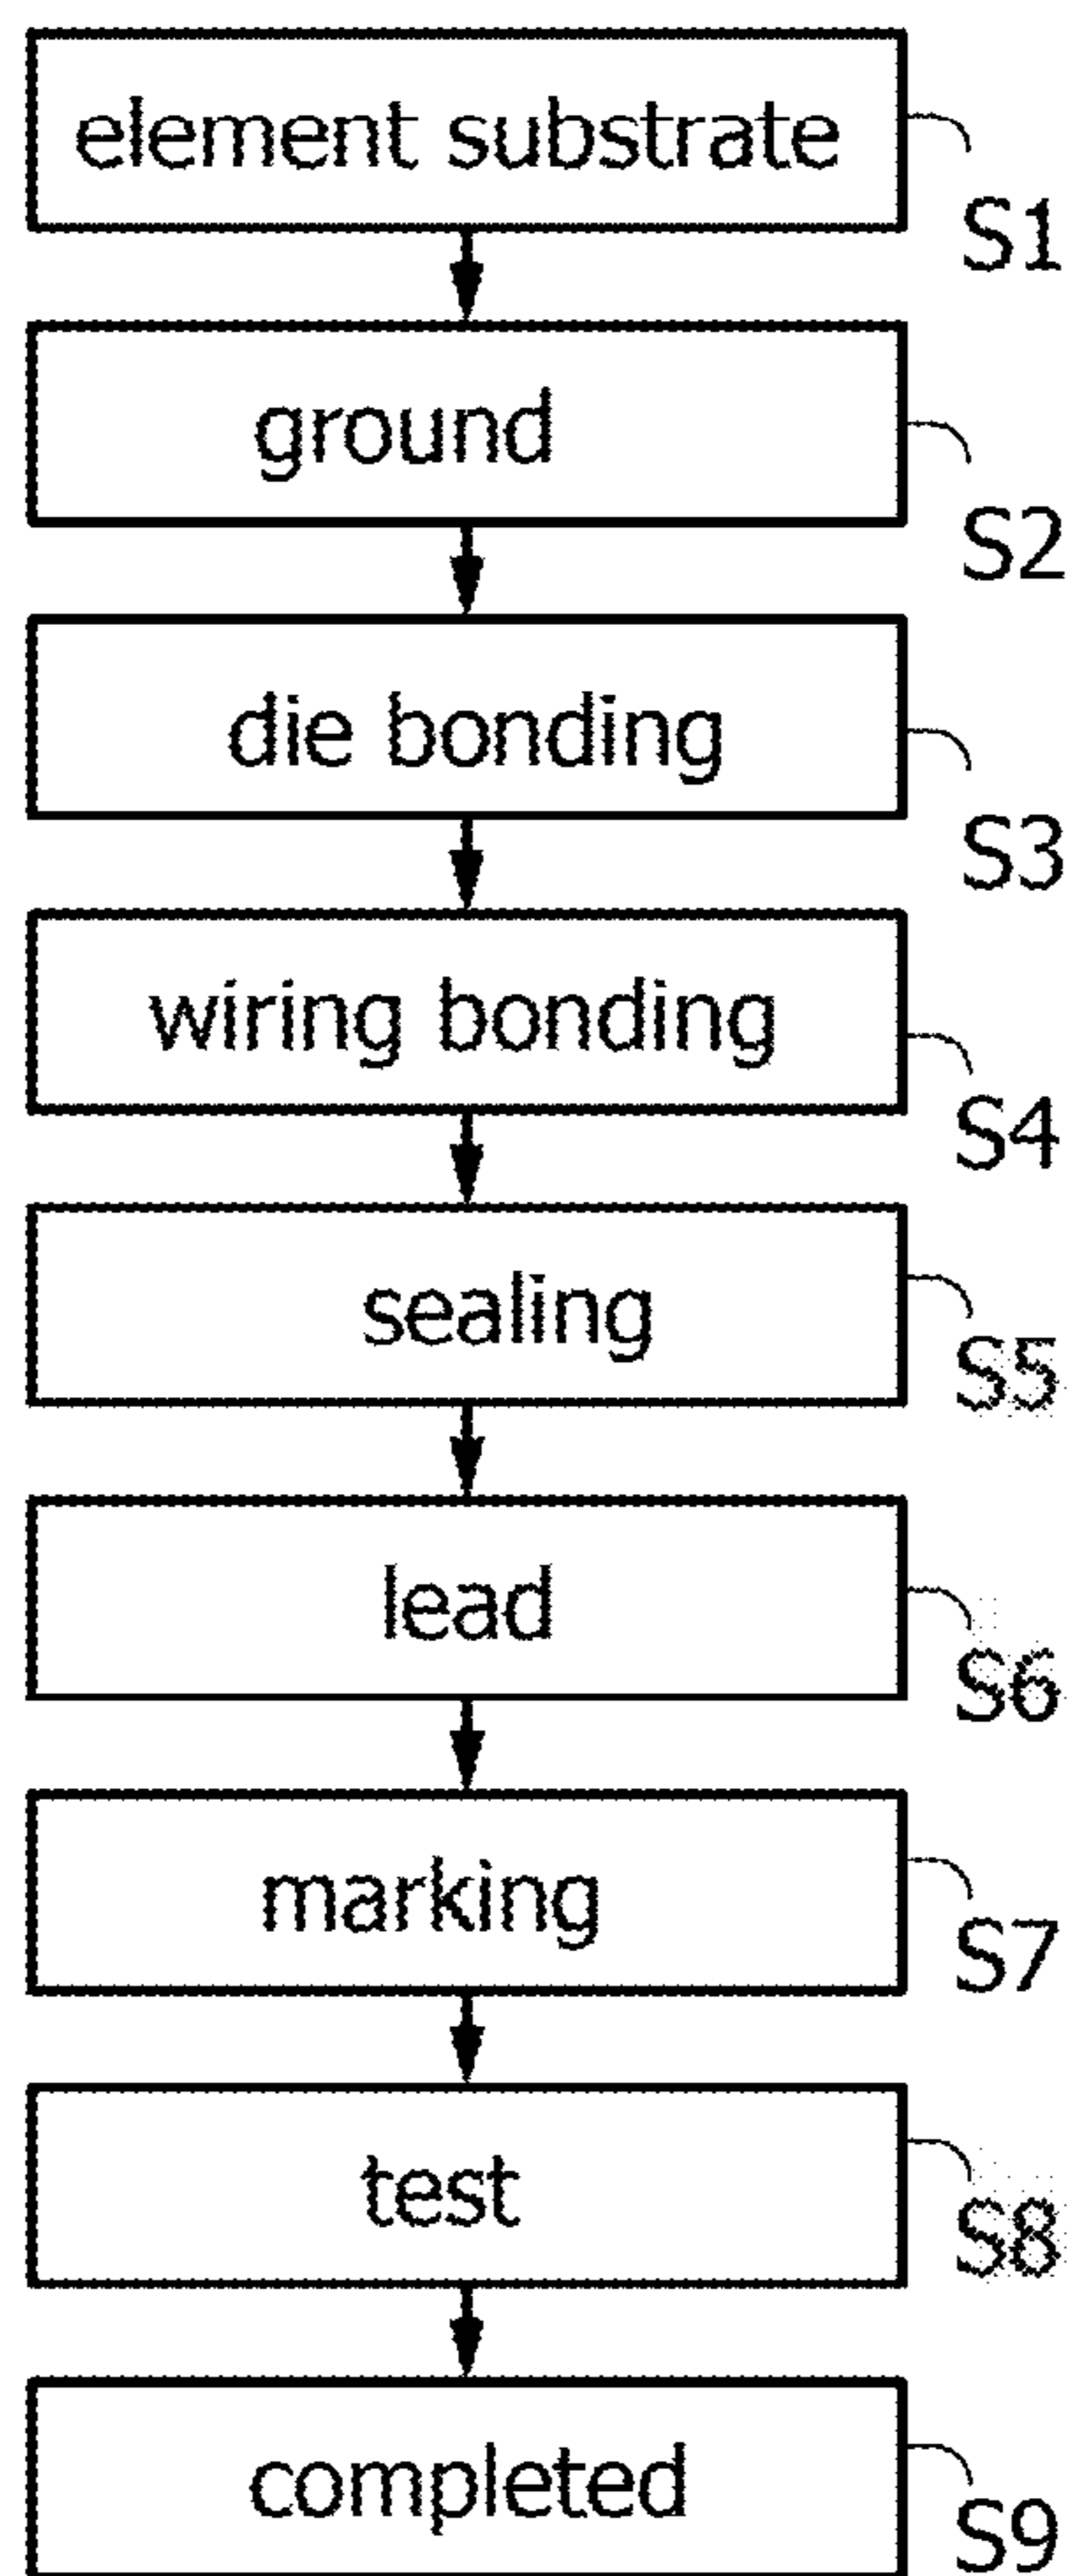 element substrate
S1
ground
S2
die bonding
S3
wiring bonding
S4
sealing
S5
lead
S6
marking
S7
test
S8
completed
S9